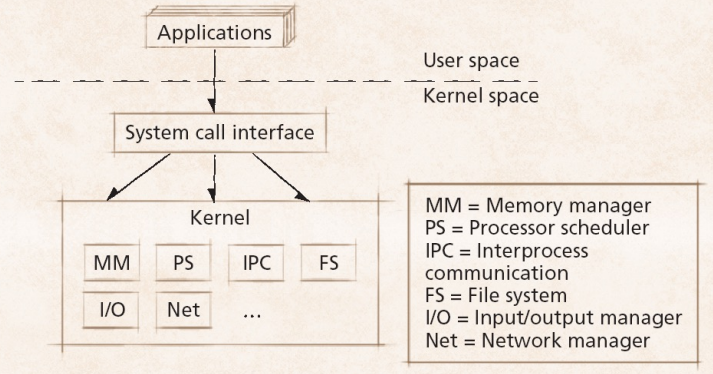 Applications
User space
Kernel space
System call interface
Kernel
MM PS IPC FS
I/O Net ...
MM = Memory manager
PS = Processor scheduler
IPC = Interprocess
communication
FS = File system
I/O = Input/output manager
Net = Network manager